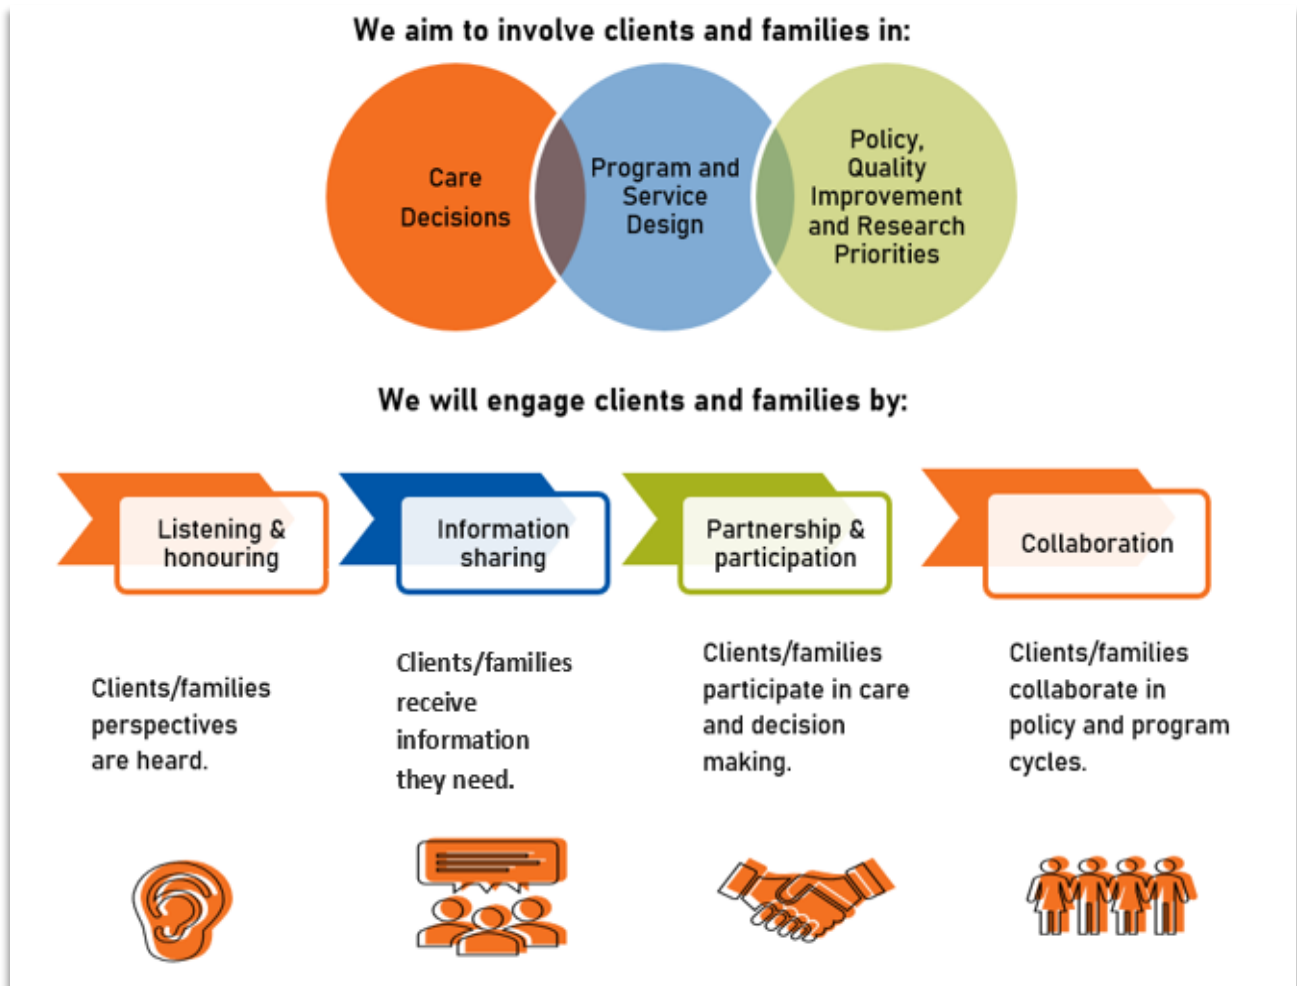 We aim to involve clients and families in:
Care
Decisions
Program and
Service
Design
Policy,
Quality
Improvement
and Research
Priorities
We will engage clients and families by:
Listening &
honouring
Information
sharing
Partnership &
participation
Collaboration
Clients/families
perspectives
are heard.
Clients/families
receive
information
they need.
Clients/families
participate in care
and decision
making.
Clients/families
collaborate in
policy and program
cycles.